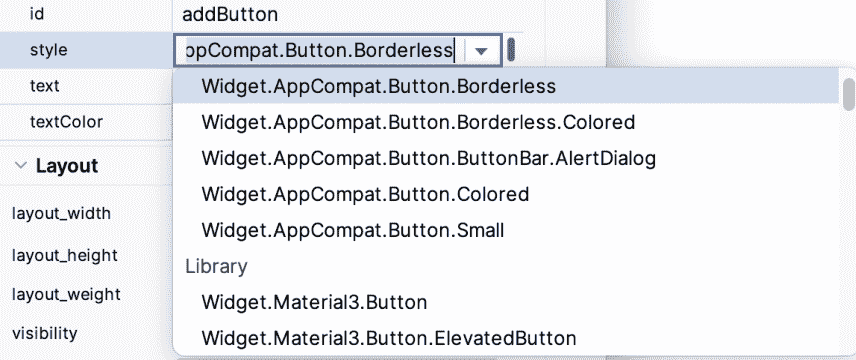 id addButton
style ppCompat.Button.Borderless
Widget.AppCompat.Button.Borderless
text
Widget.AppCompat.Button.Borderless.Colored
textColor
Widget.AppCompat.Button.ButtonBar.AlertDialog
Layout
Widget.AppCompat.Button.Colored
layout_width
Widget.AppCompat.Button.Small
layout_height
Library
layout_weight
Widget.Material3.Button
visibility
Widget.Material3.Button.ElevatedButton